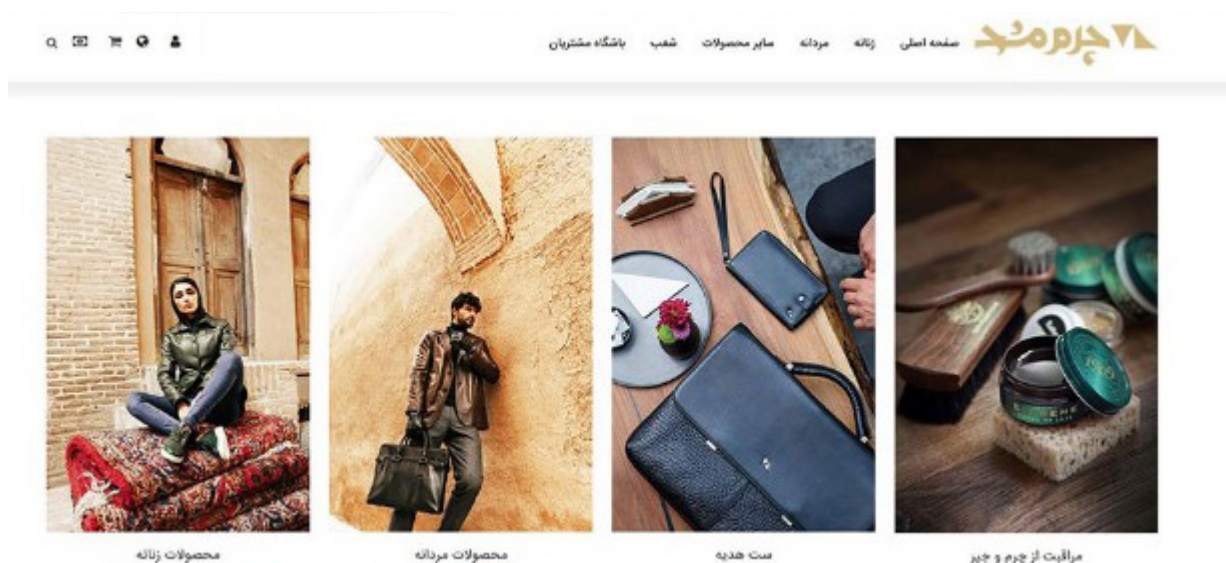 چرم مشهد
صفحه اصلی زنانه مردانه سایر محصولات شعب باشگاه مشتریان
مراقبت از چرم و جیر
ست هدیه
محصولات مردانه
محصولات زنانه